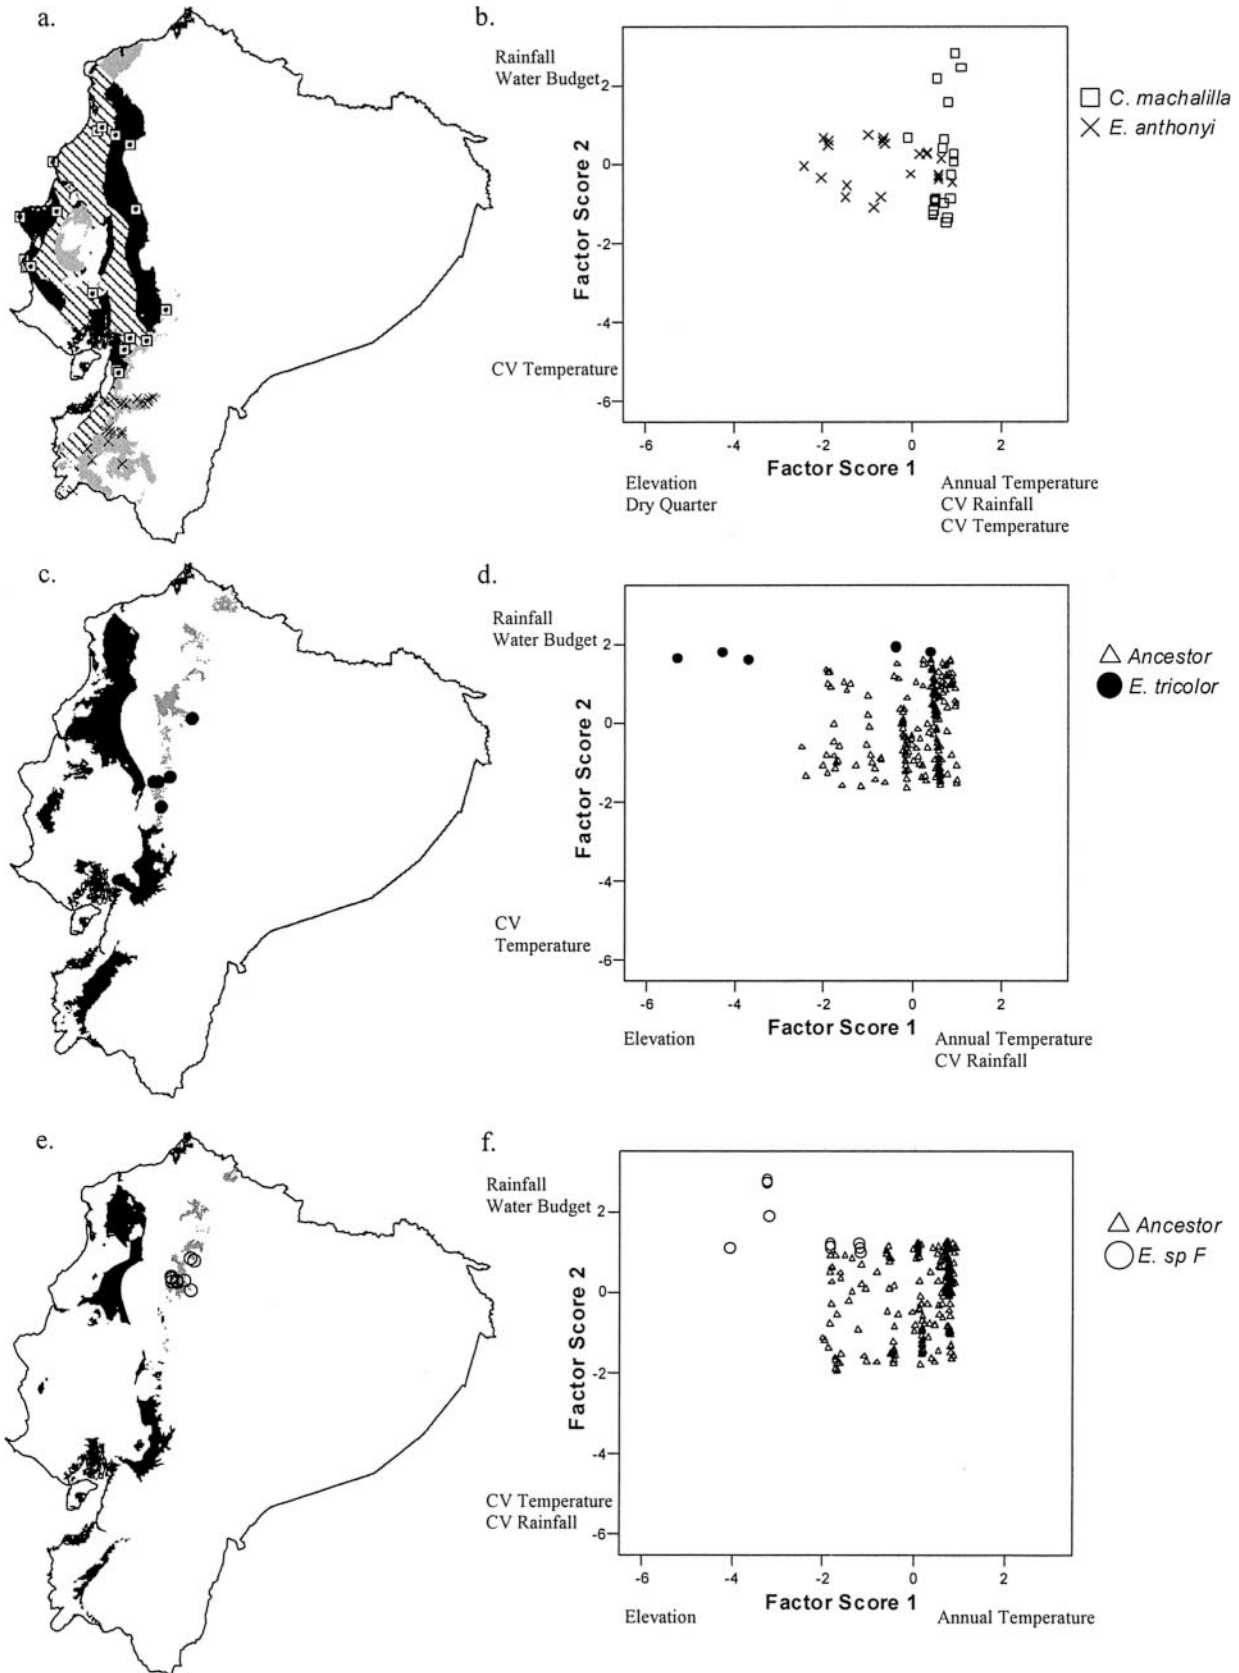 a.
b.
Rainfall
Water Budget
2
0
-2
-4
-6
Factor Score 2
CV Temperature
-6
-4
-2
0
2
Factor Score 1
Elevation
Dry Quarter
Annual Temperature
CV Rainfall
CV Temperature
C. machalilla
E. anthonyi
c.
d.
Rainfall
Water Budget
2
0
-2
-4
-6
Factor Score 2
CV
Temperature
-6
-4
-2
0
2
Factor Score 1
Elevation
Annual Temperature
CV Rainfall
Ancestor
E. tricolor
e.
f.
Rainfall
Water Budget
2
0
-2
-4
-6
Factor Score 2
CV Temperature
CV Rainfall
-6
-4
-2
0
2
Factor Score 1
Elevation
Annual Temperature
Ancestor
E. sp F